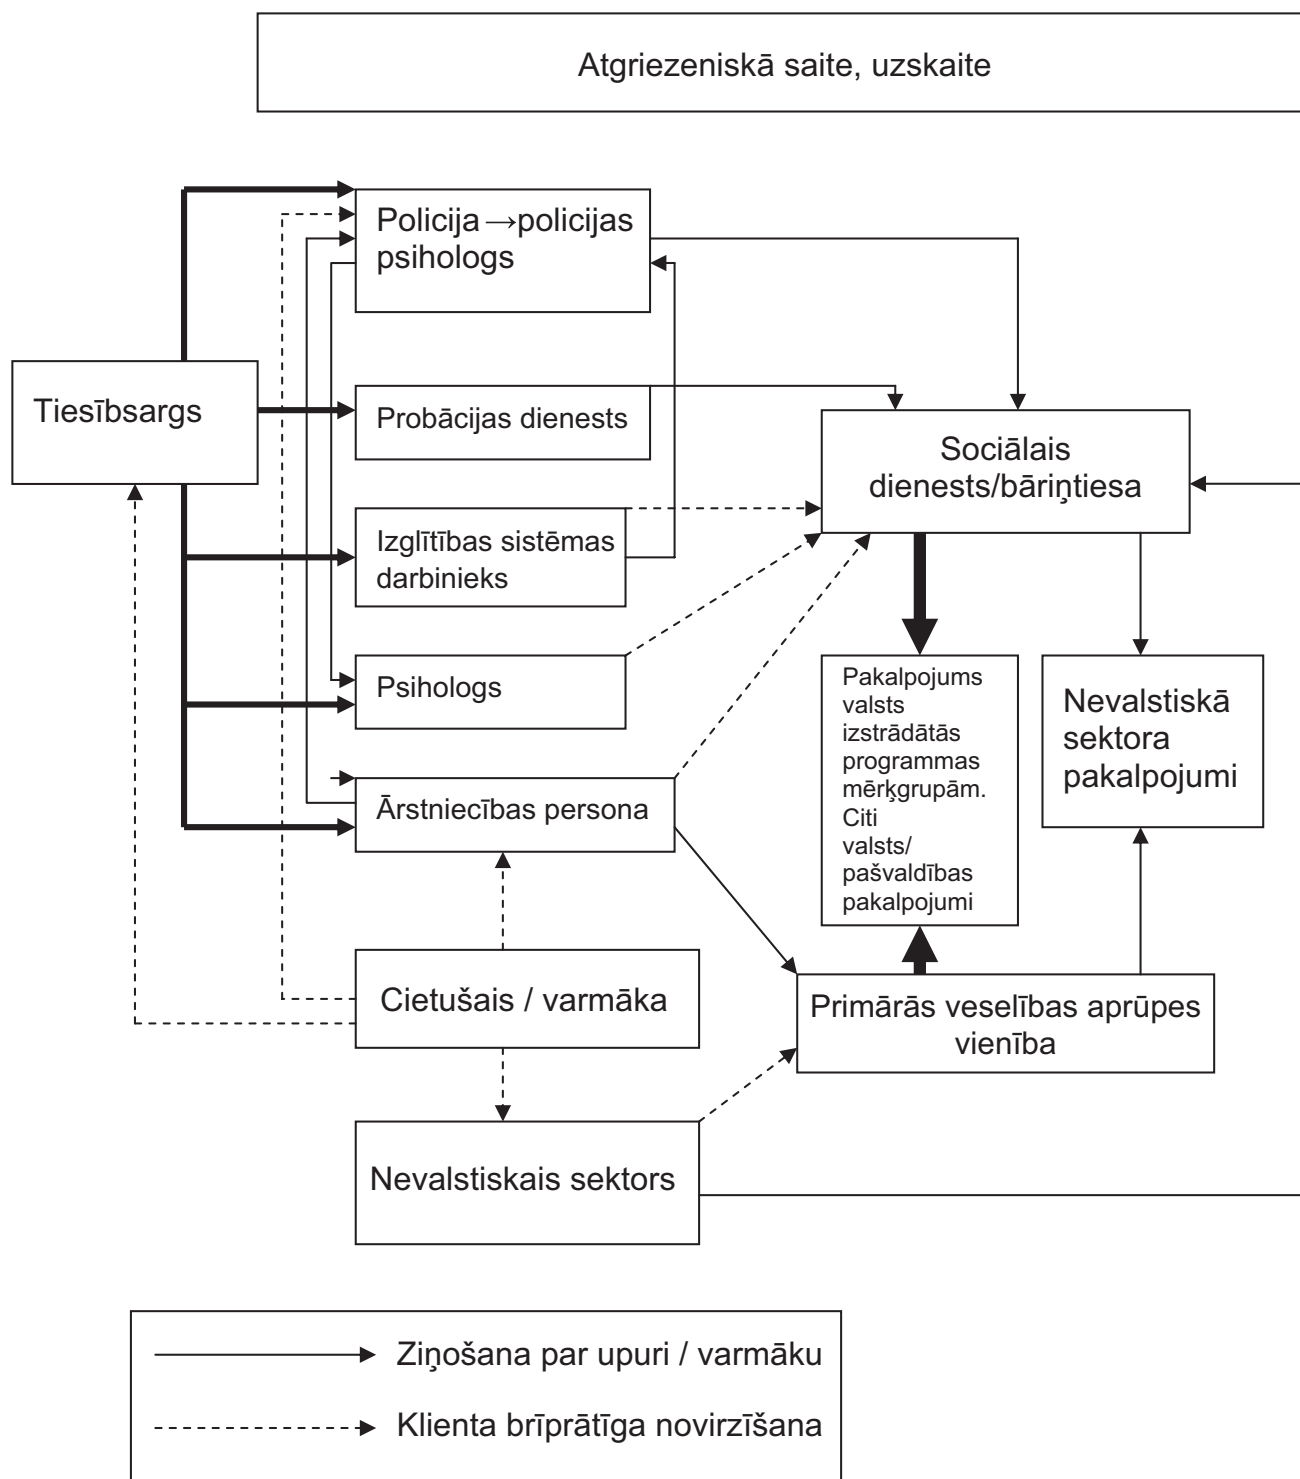 Atgriezeniskā saite, uzskaite
Policija→policijas
psihologs
Tiesībsargs
Probācijas dienests
Sociālais
dienests/bāriņtiesa
Izglītības sistēmas
darbinieks
Psihologs
Pakalpojums
valsts
izstrādātās
programmas
mērķgrupām.
Citi
valsts/
pašvaldības
pakalpojumi
Nevalstiskā
sektora
pakalpojumi
Ārstniecības persona
Cietušais / varmāka
Primārās veselības aprūpes
vienība
Nevalstiskais sektors
Ziņošana par upuri / varmāku
Klienta brīprātīga novirzīšana